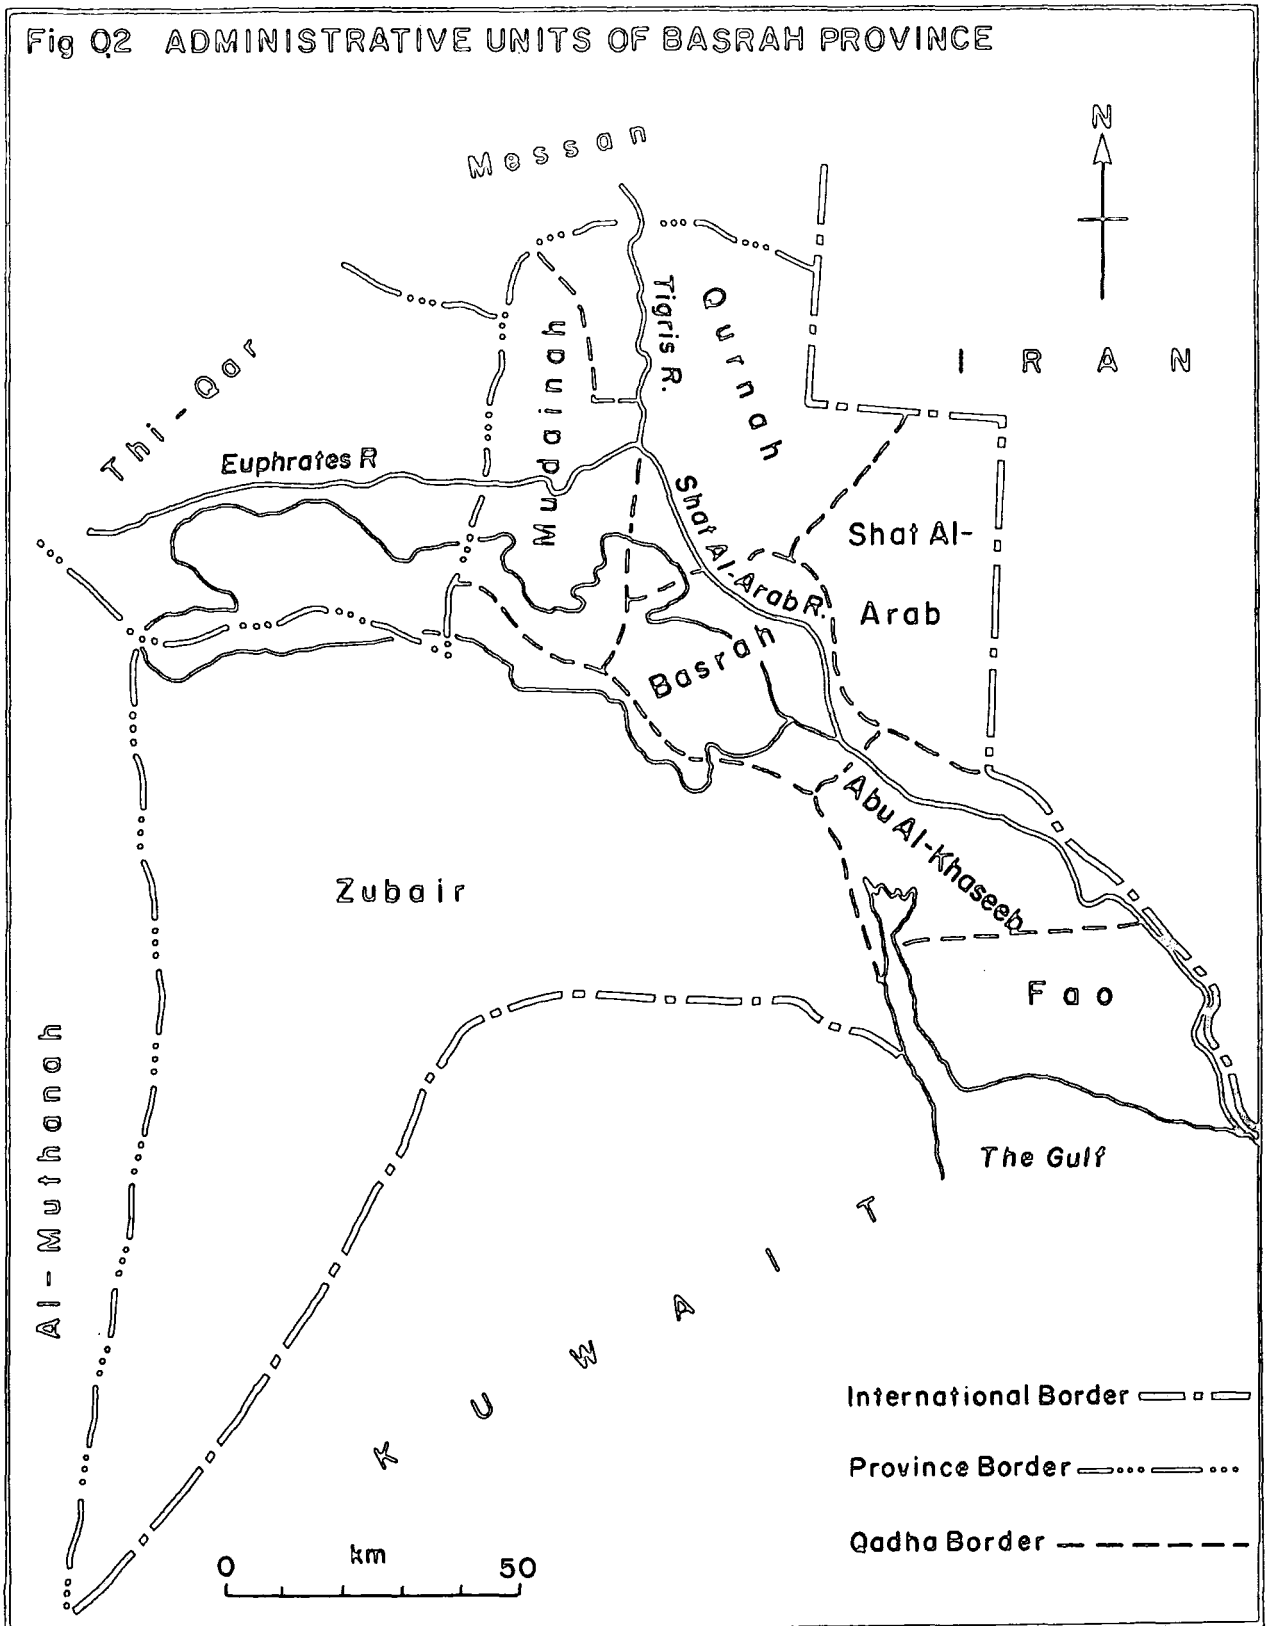 Fig Q2 ADMINISTRATIVE UNITS OF BASRAH PROVINCE
N
Messan
Tigris R.
Qurnah
IRAN
Mudainah
Thi-Qar
Euphrates R
Shat Al-Arab R.
Shat Al-
Arab
Basrah
Abu Al-Khaseeb
Zubair
Fao
Al-Muthanah
The Gulf
KUWAIT
International Border
Province Border
Qadha Border
0 km 50